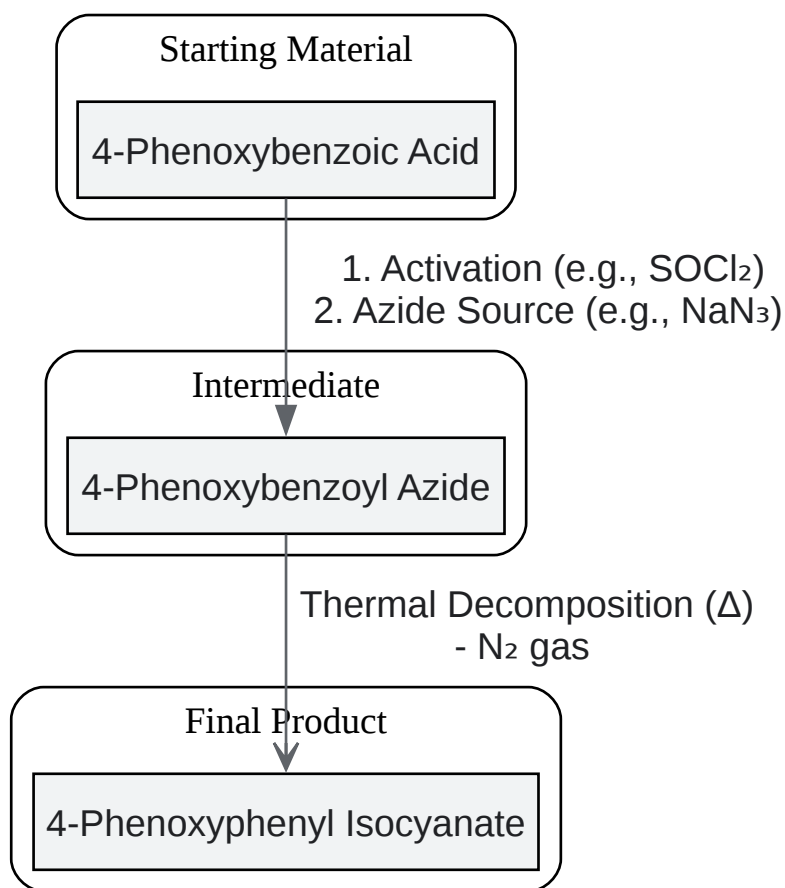 Starting Material
4-Phenoxybenzoic Acid
1. Activation (e.g., SOCl₂)
2. Azide Source (e.g., NaN₃)
Intermediate
4-Phenoxybenzoyl Azide
Thermal Decomposition (Δ)
- N₂ gas
Final Product
4-Phenoxyphenyl Isocyanate